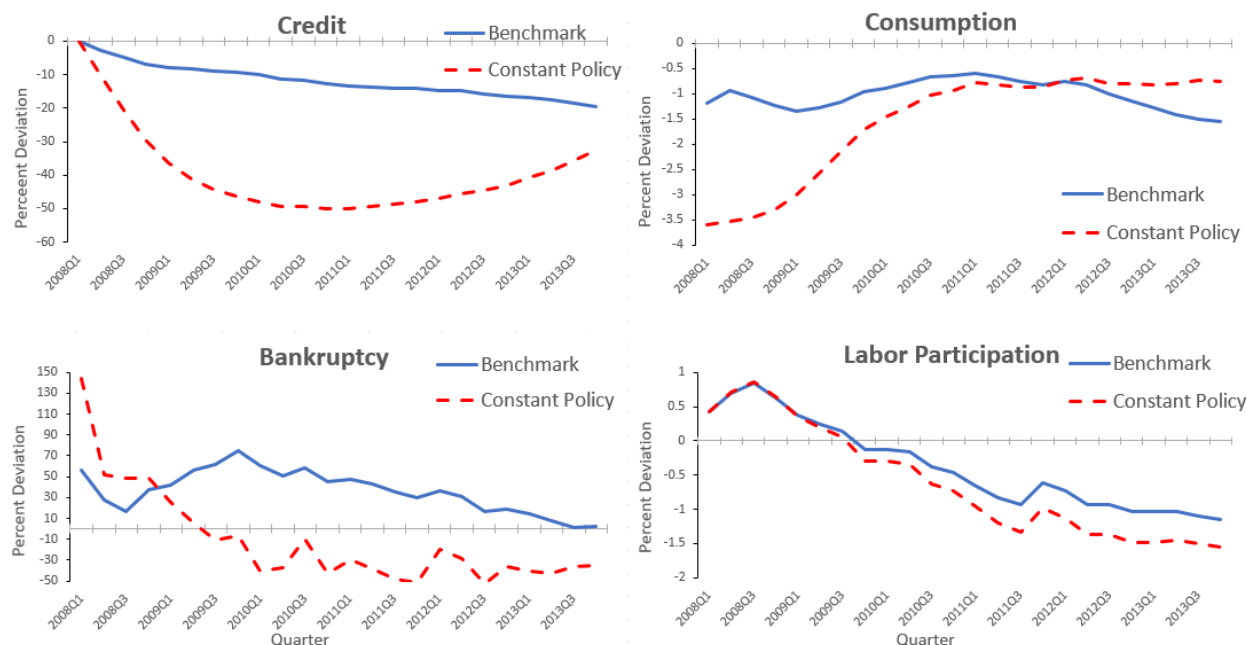 Credit
Benchmark
Constant Policy
Perceent Deviation
0
-10
-20
-30
-40
-50
-60
2008Q1
2008Q3
2009Q1
2009Q3
2010Q1
2010Q3
2011Q1
2011Q3
2012Q1
2012Q3
2013Q1
2013Q3
Consumption
Benchmark
Constant Policy
Percent Deviation
0
-0.5
-1
-1.5
-2
-2.5
-3
-3.5
-4
2008Q1
2008Q3
2009Q1
2009Q3
2010Q1
2010Q3
2011Q1
2011Q3
2012Q1
2012Q3
2013Q1
2013Q3
Bankruptcy
Benchmark
Constant Policy
Percent Deviation
150
130
110
90
70
50
30
10
-10
-30
-50
2008Q1
2008Q3
2009Q1
2009Q3
2010Q1
2010Q3
2011Q1
2011Q3
2012Q1
2012Q3
2013Q1
2013Q3
Quarter
Labor Participation
Benchmark
Constant Policy
Percent Deviation
1
0.5
0
-0.5
-1
-1.5
-2
2008Q1
2008Q3
2009Q1
2009Q3
2010Q1
2010Q3
2011Q1
2011Q3
2012Q1
2012Q3
2013Q1
2013Q3
Quarter